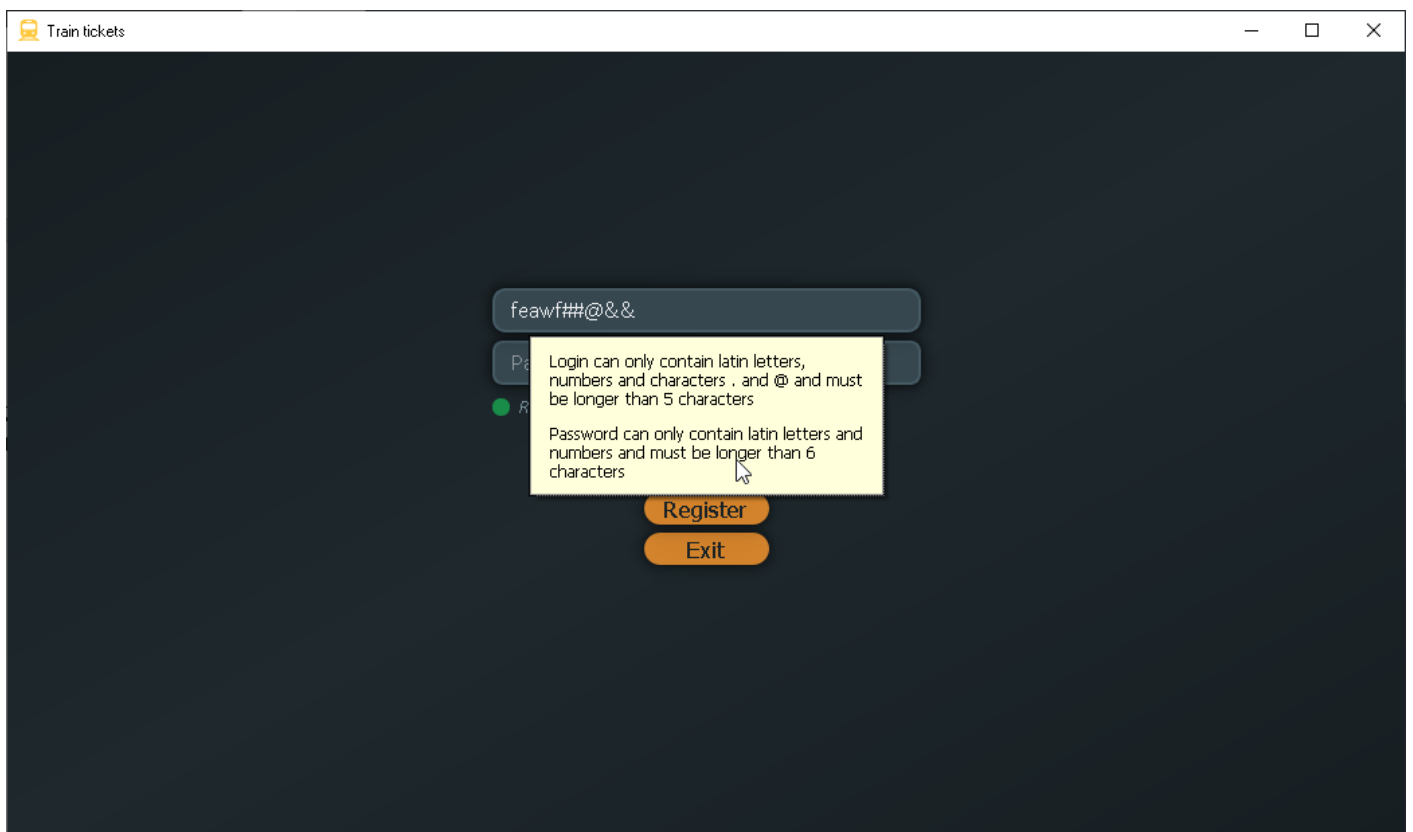 Train tickets
feawf##@&&
Login can only contain latin letters,
numbers and characters . and @ and must
be longer than 5 characters
Password can only contain latin letters and
numbers and must be longer than 6
characters
Register
Exit